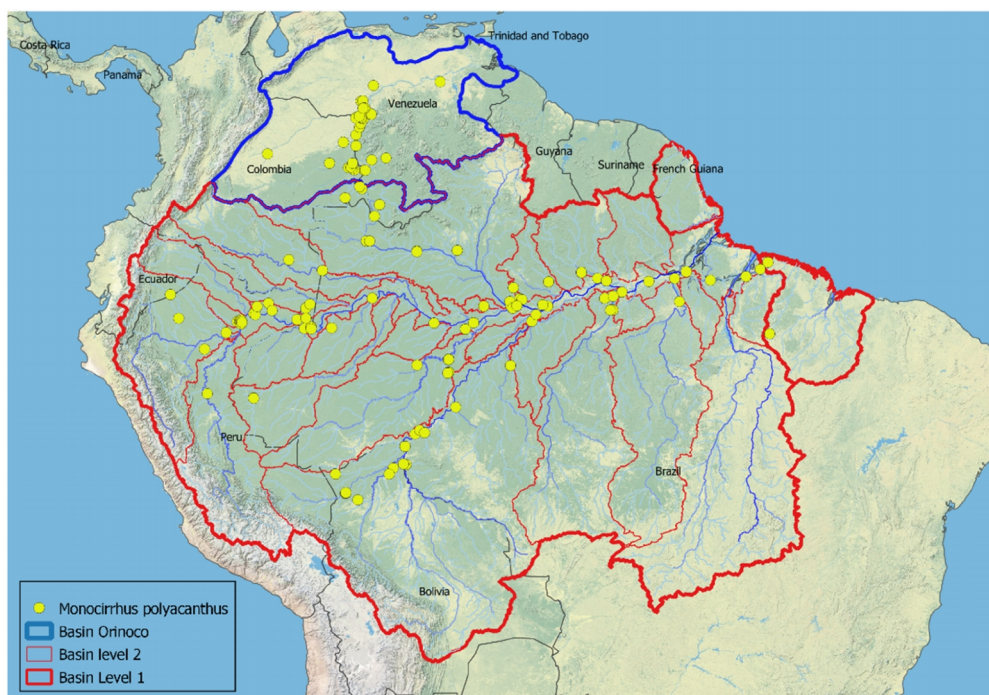 Costa Rica
Panama
Trinidad and Tobago
Venezuela
Colombia
Guyana
Suriname
French Guiana
Ecuador
Peru
Brazil
Bolivia
Monocirrhus polyacanthus
Basin Orinoco
Basin level 2
Basin Level 1